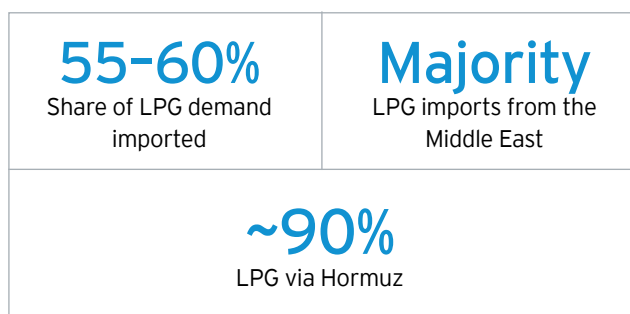 55–60%
Share of LPG demand
imported
Majority
LPG imports from the
Middle East
~90%
LPG via Hormuz